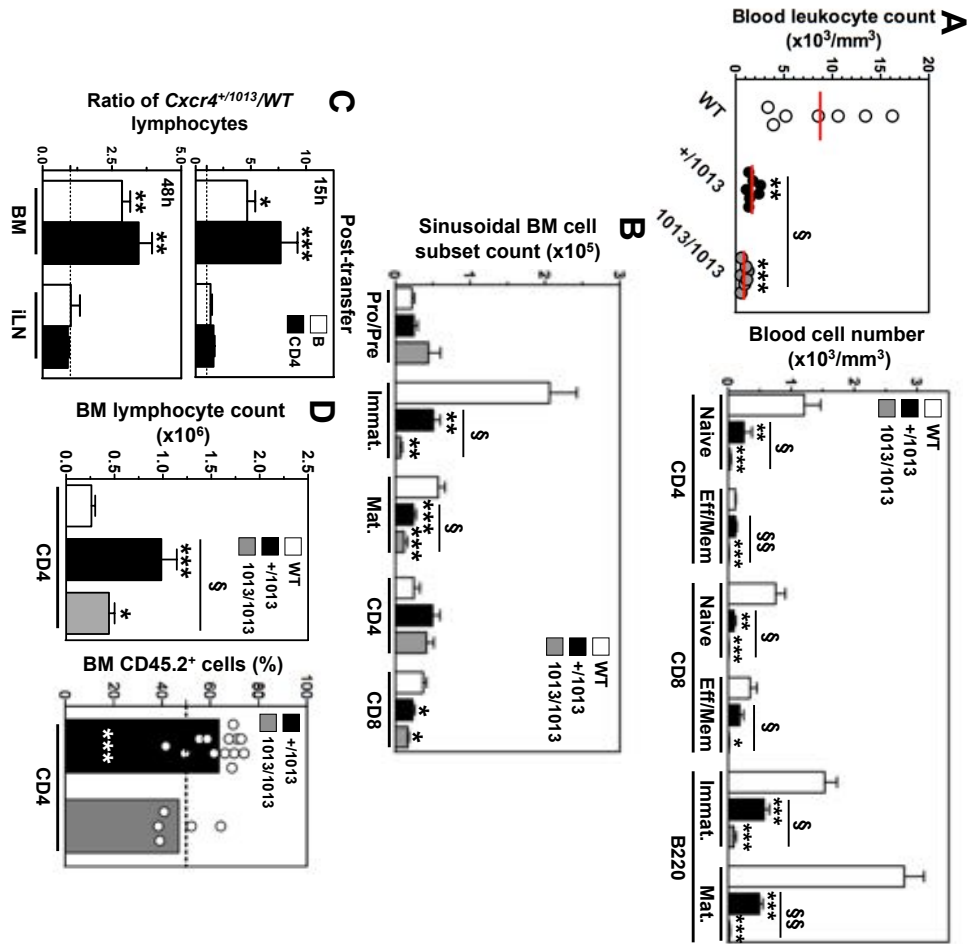 A
Blood leukocyte count
(x10³/mm³)
20
15
10
5
0
§
** ***
WT +/1013 1013/1013
Blood cell number
(x10³/mm³)
3
2
1
0
WT
+/1013
1013/1013
§ §§ § § § §§
** *** *** ** *** * *** *** *** ***
Naive Eff/Mem Naive Eff/Mem Immat. Mat.
CD4 CD8 B220
B
Sinusoidal BM cell
subset count (x10⁵)
3
2
1
0
WT
+/1013
1013/1013
§ §
** ** *** *** * *
Pro/Pre Immat. Mat. CD4 CD8
C
Ratio of Cxcr4+/1013/WT
lymphocytes
Post-transfer
15h
B
CD4
10
5
0
* ***
48h
5.0
2.5
0.0
** **
BM iLN
D
BM lymphocyte count
(x10⁶)
2.5
2.0
1.5
1.0
0.5
0.0
WT
+/1013
1013/1013
§
*** *
CD4
BM CD45.2⁺ cells (%)
100
80
60
40
20
0
+/1013
1013/1013
***
CD4